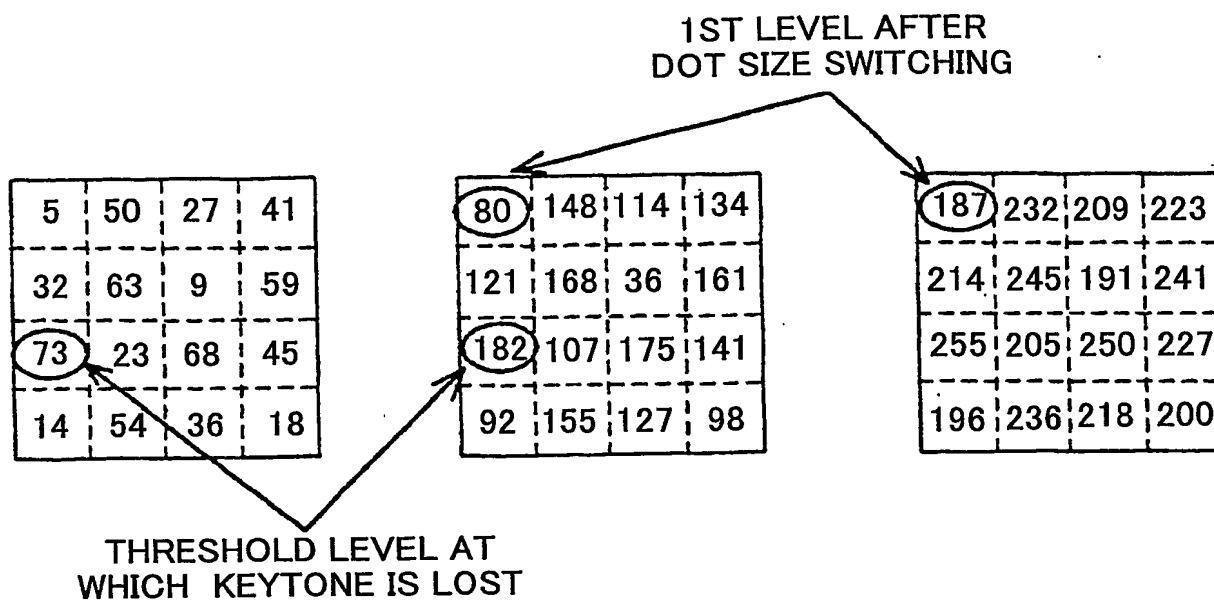 1ST LEVEL AFTER
DOT SIZE SWITCHING
5 50 27 41
32 63 9 59
73 23 68 45
14 54 36 18
80 148 114 134
121 168 36 161
182 107 175 141
92 155 127 98
187 232 209 223
214 245 191 241
255 205 250 227
196 236 218 200
THRESHOLD LEVEL AT
WHICH KEYTONE IS LOST